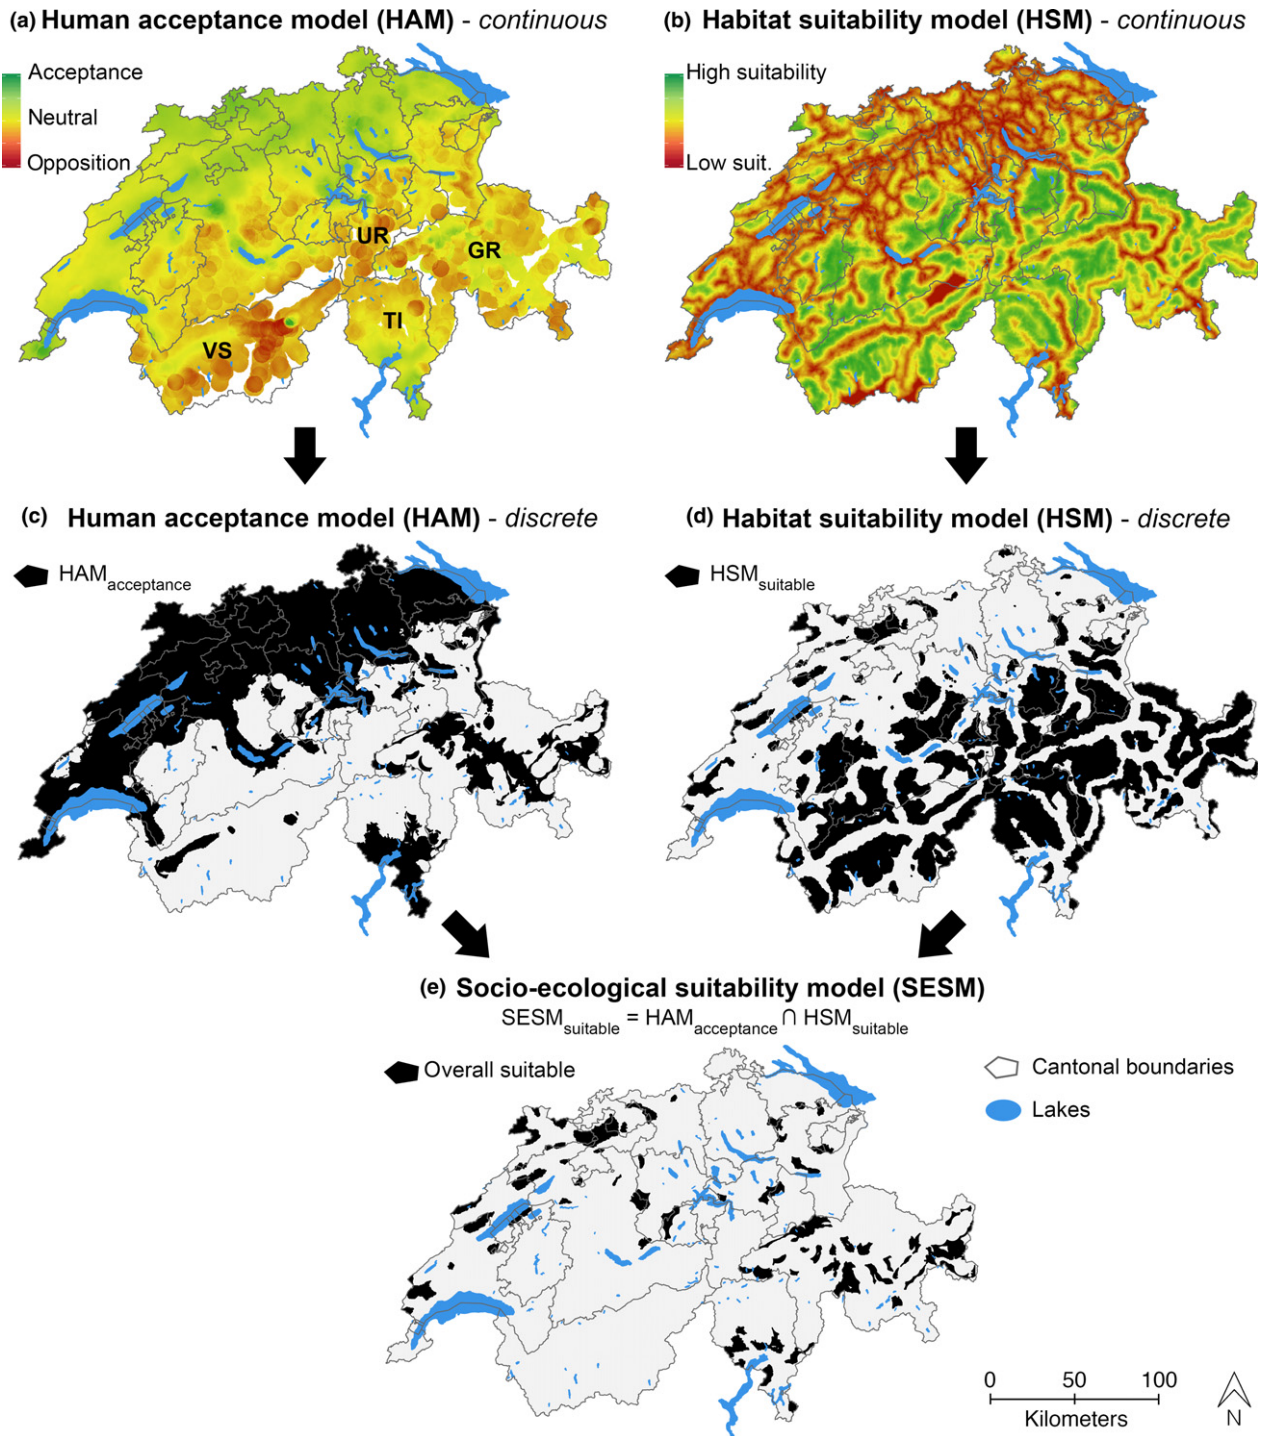 (a) Human acceptance model (HAM) - continuous
Acceptance
Neutral
Opposition
UR
GR
TI
VS
(b) Habitat suitability model (HSM) - continuous
High suitability
Low suit.
(c) Human acceptance model (HAM) - discrete
HAMacceptance
(d) Habitat suitability model (HSM) - discrete
HSMsuitable
(e) Socio-ecological suitability model (SESM)
SESMsuitable = HAMacceptance ∩ HSMsuitable
Overall suitable
Cantonal boundaries
Lakes
0 50 100
Kilometers
N